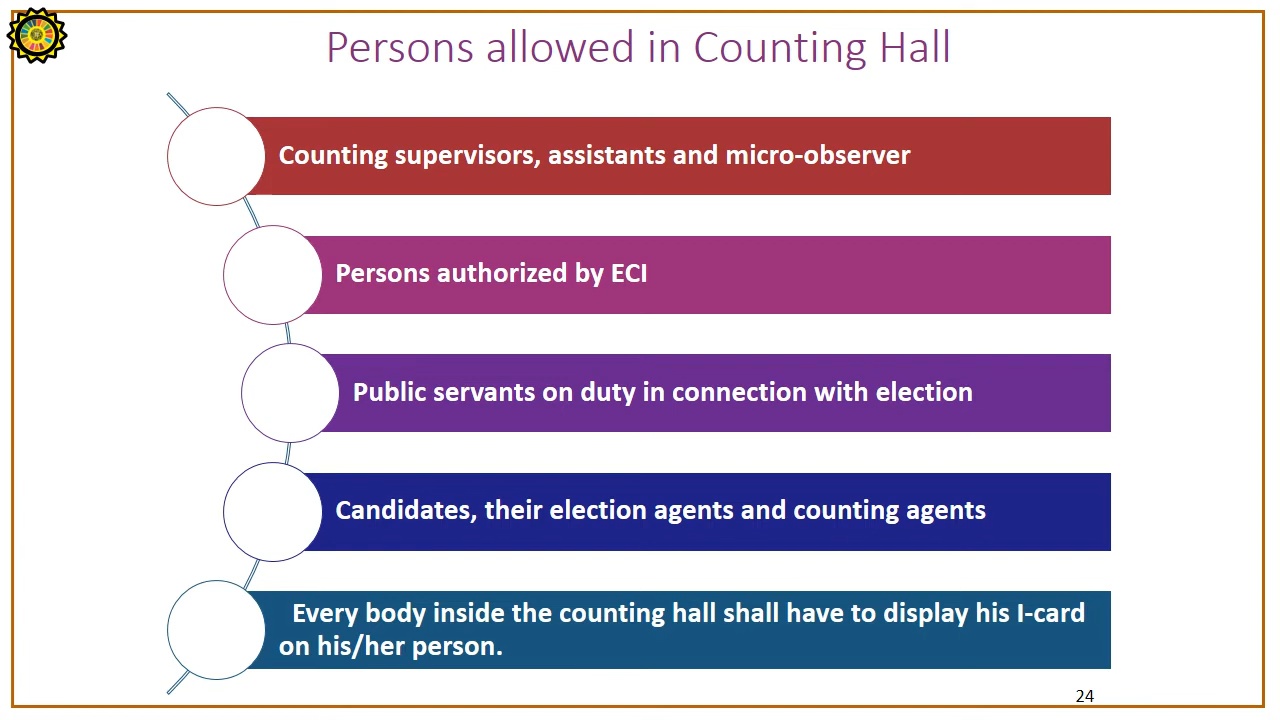 Persons allowed in Counting Hall
Counting supervisors, assistants and micro-observer
Persons authorized by ECI
Public servants on duty in connection with election
Candidates, their election agents and counting agents
Every body inside the counting hall shall have to display his I-card
on his/her person.
24